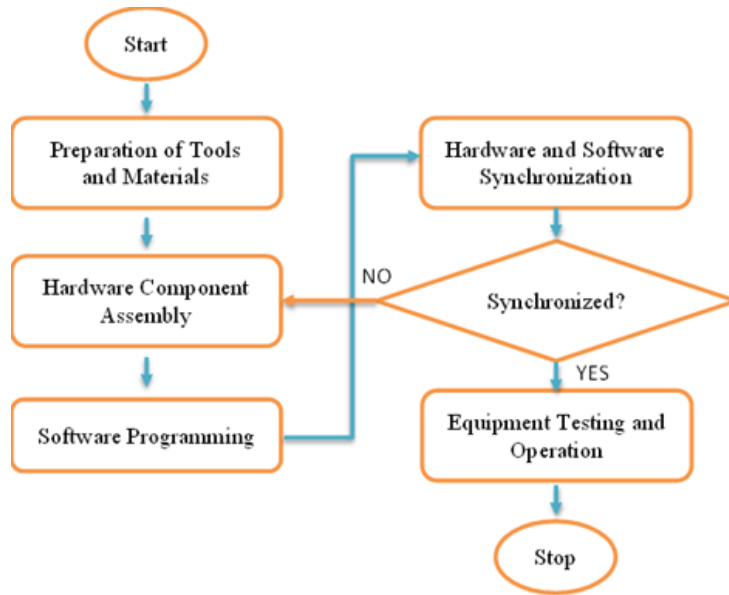 Start
Preparation of Tools
and Materials
Hardware Component
Assembly
Software Programming
Hardware and Software
Synchronization
NO
Synchronized?
YES
Equipment Testing and
Operation
Stop